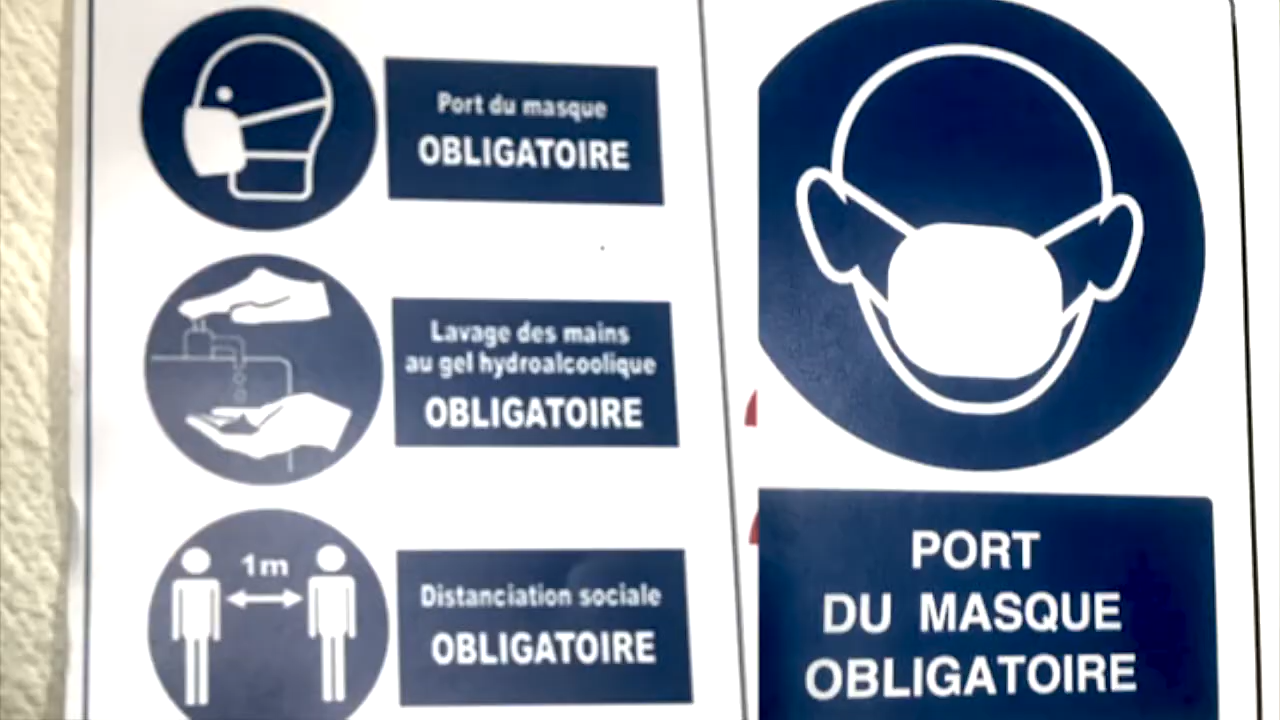 Port du masque
OBLIGATOIRE
Lavage des mains
au gel hydroalcoolique
OBLIGATOIRE
1m
Distanciation sociale
OBLIGATOIRE
PORT
DU MASQUE
OBLIGATOIRE